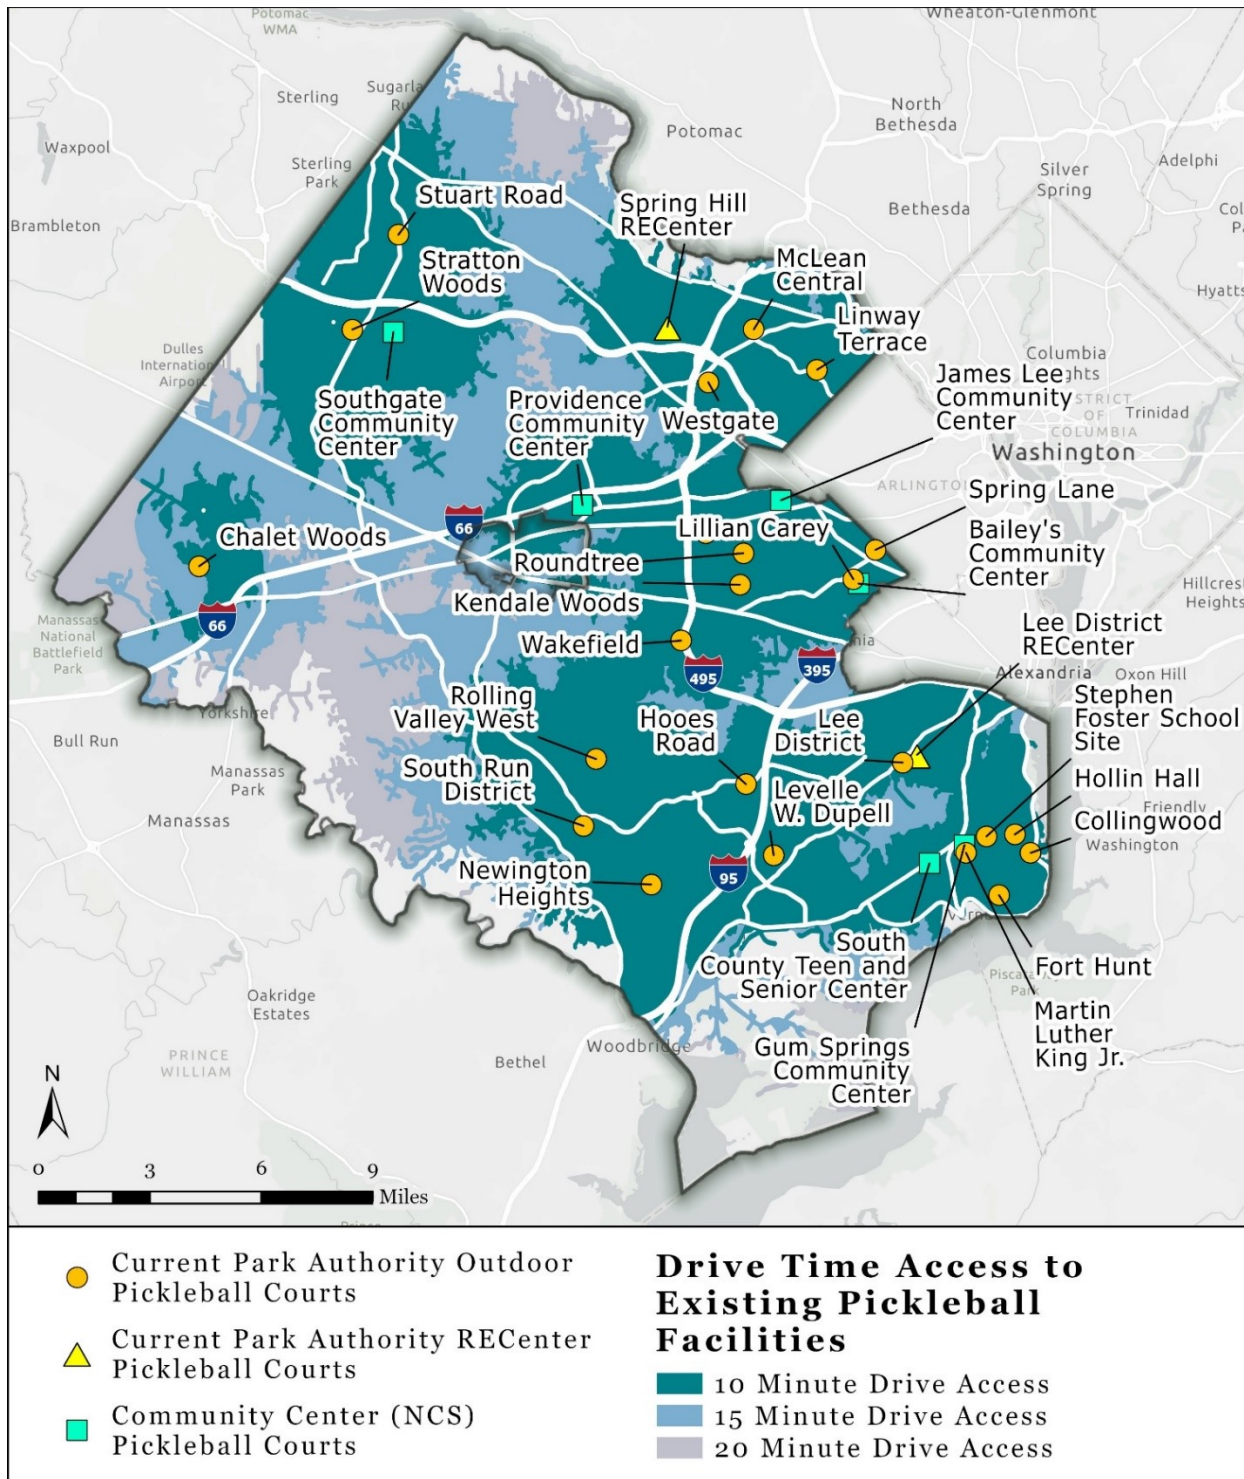 Potomac
WMA
Wheaton-Glenmont
Sterling
Sugarla
Ru
North
Bethesda
Potomac
Waxpool
Sterling
Park
Silver
Spring
Adelphi
Stuart Road
Spring Hill
RECenter
Bethesda
Brambleton
McLean
Central
Stratton
Woods
Hyatts
Linway
Terrace
Dulles
International
Airport
Columbia
ghts
James Lee
Community
Center
DISTRICT
OF
COLUMBIA
Trinidad
Southgate
Community
Center
Providence
Community
Center
Westgate
Washington
ARLINGTON
Spring Lane
66
Chalet Woods
Lillian Carey
Bailey's
Community
Center
Roundtree
Kendale Woods
Hillcrest
Heights
66
Manassas
National
Battlefield
Park
Wakefield
nia
Lee District
RECenter
495
395
Alexandria
Oxon Hill
Yorkshire
Rolling
Valley West
Hooes
Road
Lee
District
Stephen
Foster School
Site
Bull Run
Manassas
Park
South Run
District
Levelle
W. Dupell
Hollin Hall
Friendly
Manassas
Collingwood
Washington
Newington
Heights
95
South
County Teen and
Senior Center
Fort Hunt
Park
Oakridge
Estates
Martin
Luther
King Jr.
Woodbridge
Gum Springs
Community
Center
Bethel
PRINCE
WILLIAM
N
0 3 6 9
Miles
Current Park Authority Outdoor
Pickleball Courts
Current Park Authority RECenter
Pickleball Courts
Community Center (NCS)
Pickleball Courts
Drive Time Access to
Existing Pickleball
Facilities
10 Minute Drive Access
15 Minute Drive Access
20 Minute Drive Access